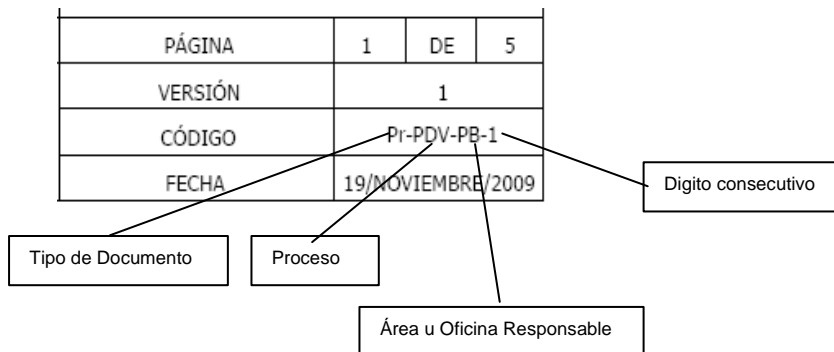 PÁGINA 1 DE 5
VERSIÓN 1
CÓDIGO Pr-PDV-PB-1
FECHA 19/NOVIEMBRE/2009
Digito consecutivo
Tipo de Documento Proceso
Área u Oficina Responsable